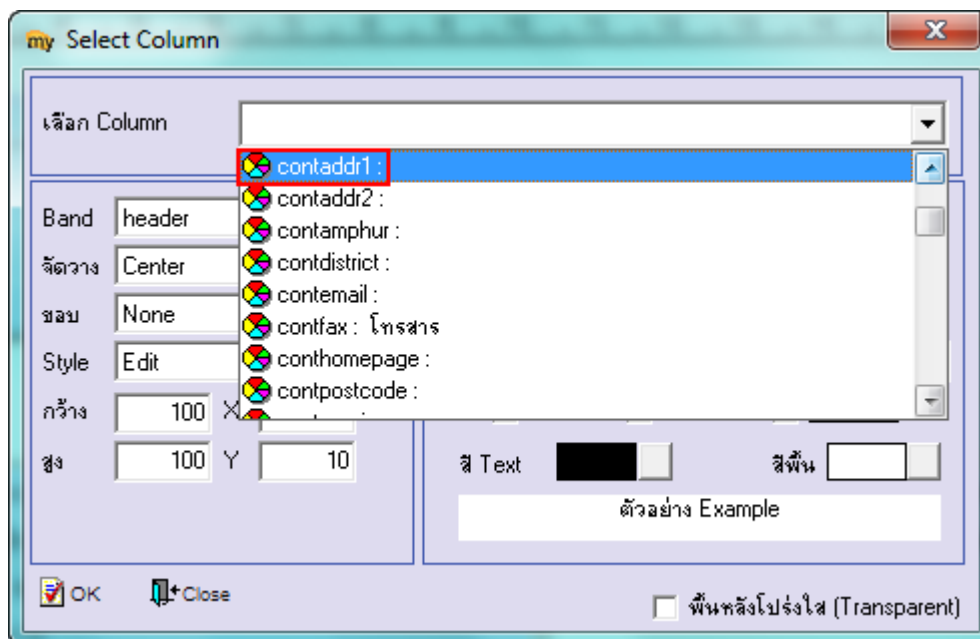 my Select Column
เลือก Column
contaddr1 :
contaddr2 :
contamphur :
contdistrict :
contemail :
contfax : โทรสาร
conthomepage :
contpostcode :
Band header
จัดวาง Center
ขอบ None
Style Edit
กว้าง 100 X
สูง 100 Y 10
สี Text
สีพื้น
ตัวอย่าง Example
OK
Close
พื้นหลังโปร่งใส (Transparent)